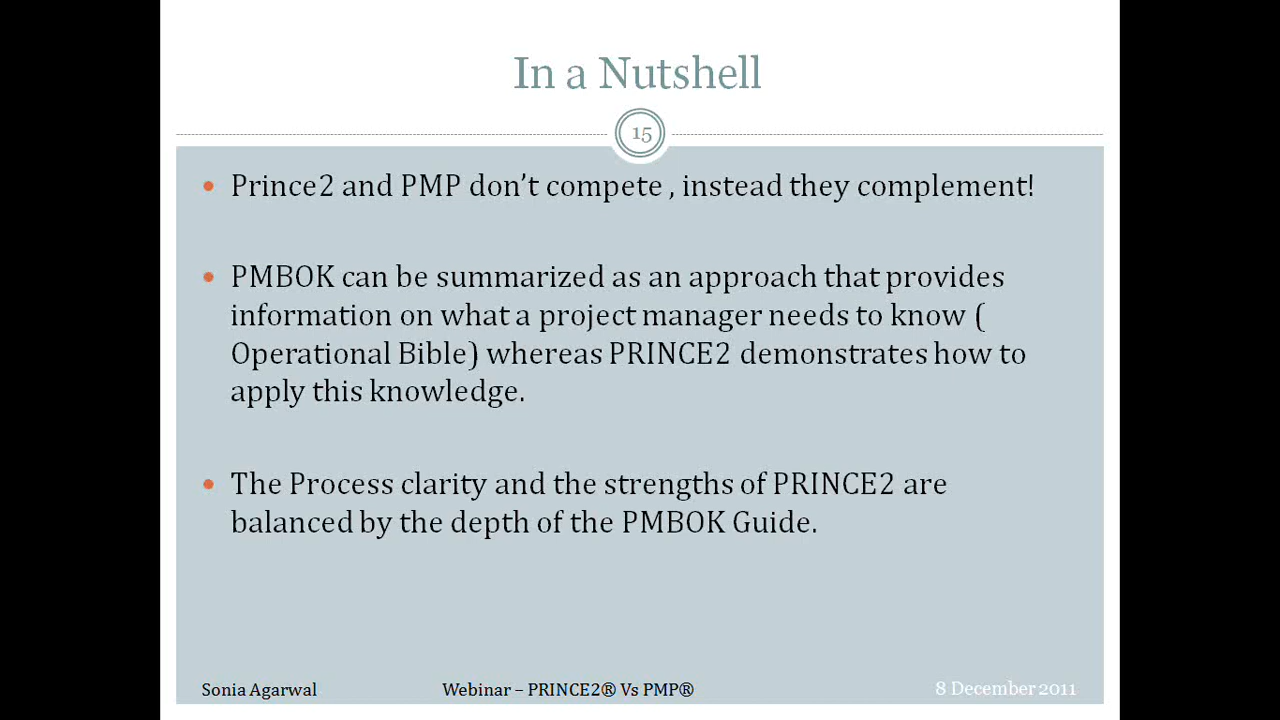 In a Nutshell
15
• Prince2 and PMP don’t compete , instead they complement!
• PMBOK can be summarized as an approach that provides
information on what a project manager needs to know (
Operational Bible) whereas PRINCE2 demonstrates how to
apply this knowledge.
• The Process clarity and the strengths of PRINCE2 are
balanced by the depth of the PMBOK Guide.
Sonia Agarwal
Webinar – PRINCE2® Vs PMP®
8 December 2011